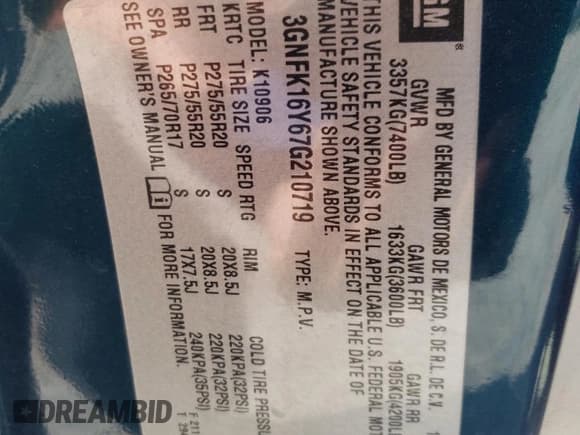 GM ®
MFD BY GENERAL MOTORS DE MEXICO, S. DE R.L. DE C.V.
GVWR GAWR FRT GAWR RR
3357KG(7400LB) 1633KG(3600LB) 1905KG(4200LB
THIS VEHICLE CONFORMS TO ALL APPLICABLE U.S. FEDERAL MOT
VEHICLE SAFETY STANDARDS IN EFFECT ON THE DATE OF
MANUFACTURE SHOWN ABOVE.
3GNFK16Y67G210719 TYPE: M.P.V.
MODEL: K10906
KRTC TIRE SIZE SPEED RTG RIM COLD TIRE PRESSU
FRT P275/55R20 S 20X8.5J 220KPA(32PSI)
RR P275/55R20 S 20X8.5J 220KPA(32PSI)
SPA P265/70R17 S 17X7.5J 240KPA(35PSI)
SEE OWNER'S MANUAL FOR MORE INFORMATION.
DREAMBID